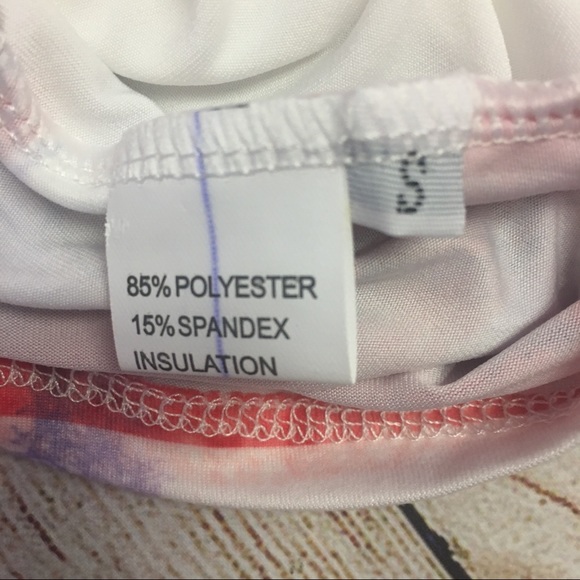 85% POLYESTER
15% SPANDEX
INSULATION
S